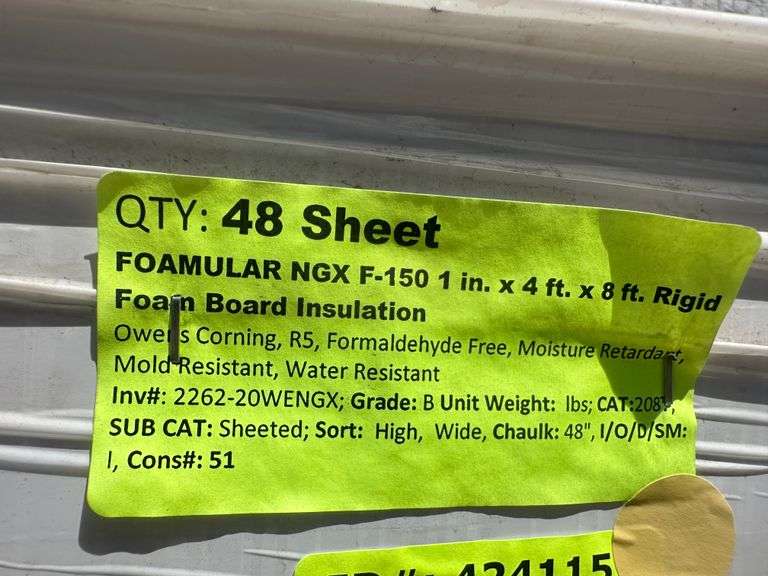 QTY: 48 Sheet
FOAMULAR NGX F-150 1 in. x 4 ft. x 8 ft. Rigid
Foam Board Insulation
Owens Corning, R5, Formaldehyde Free, Moisture Retardant,
Mold Resistant, Water Resistant
Inv#: 2262-20WENGX; Grade: B Unit Weight: lbs; CAT:
SUB CAT: Sheeted; Sort: High, Wide, Chaulk: 48", I/O/D/SM:
I, Cons#: 51
424115